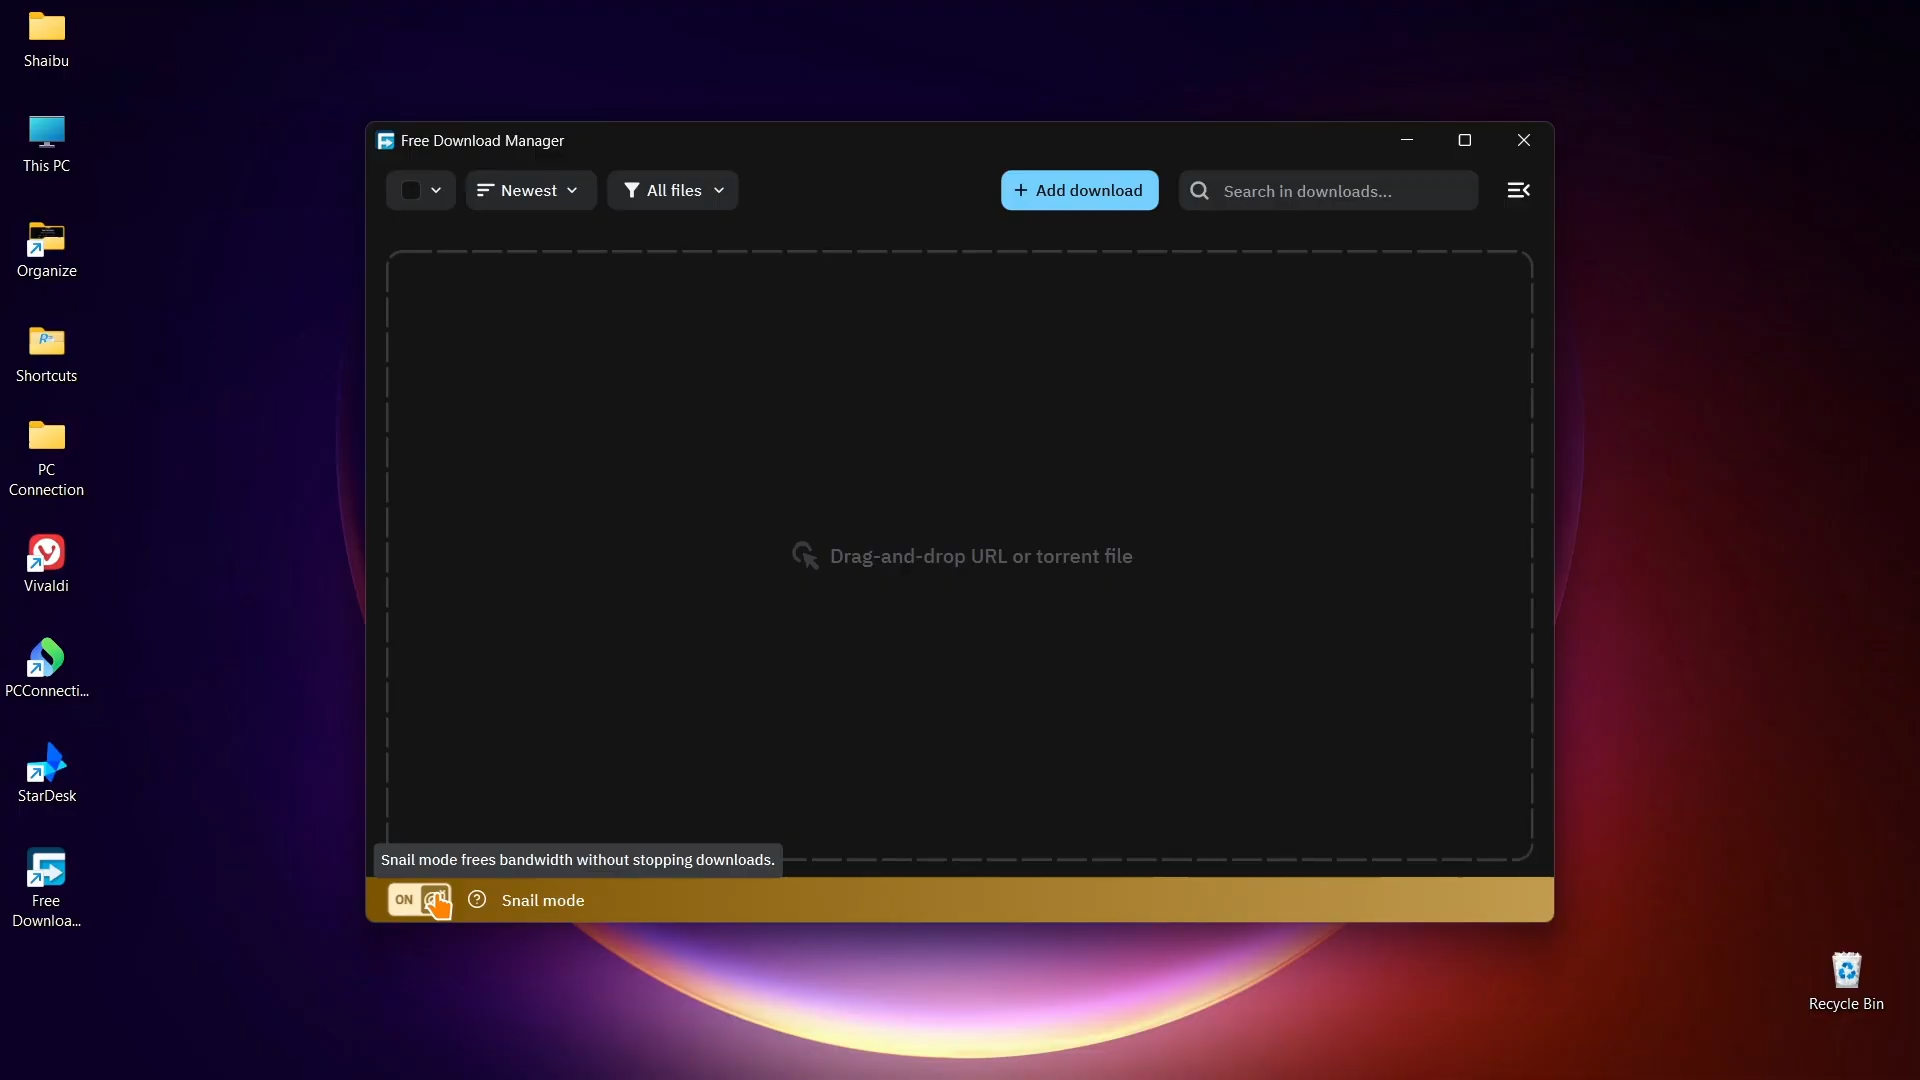 Shaibu
This PC
Organize
Shortcuts
PC
Connection
Vivaldi
PCConnecti...
StarDesk
Free
Downloa...
Free Download Manager
Newest
All files
+ Add download
Search in downloads...
Drag-and-drop URL or torrent file
Snail mode frees bandwidth without stopping downloads.
ON
Snail mode
Recycle Bin